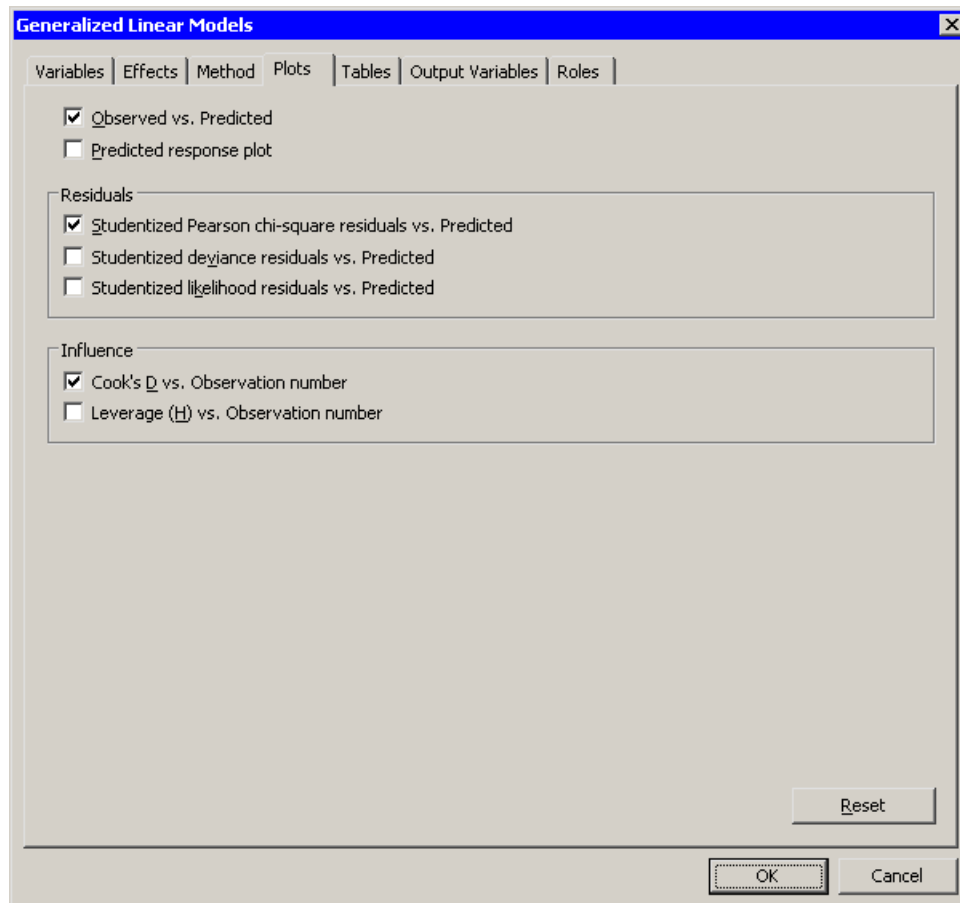 Generalized Linear Models
Variables Effects Method Plots Tables Output Variables Roles
Observed vs. Predicted
Predicted response plot
Residuals
Studentized Pearson chi-square residuals vs. Predicted
Studentized deviance residuals vs. Predicted
Studentized likelihood residuals vs. Predicted
Influence
Cook's D vs. Observation number
Leverage (H) vs. Observation number
Reset
OK Cancel